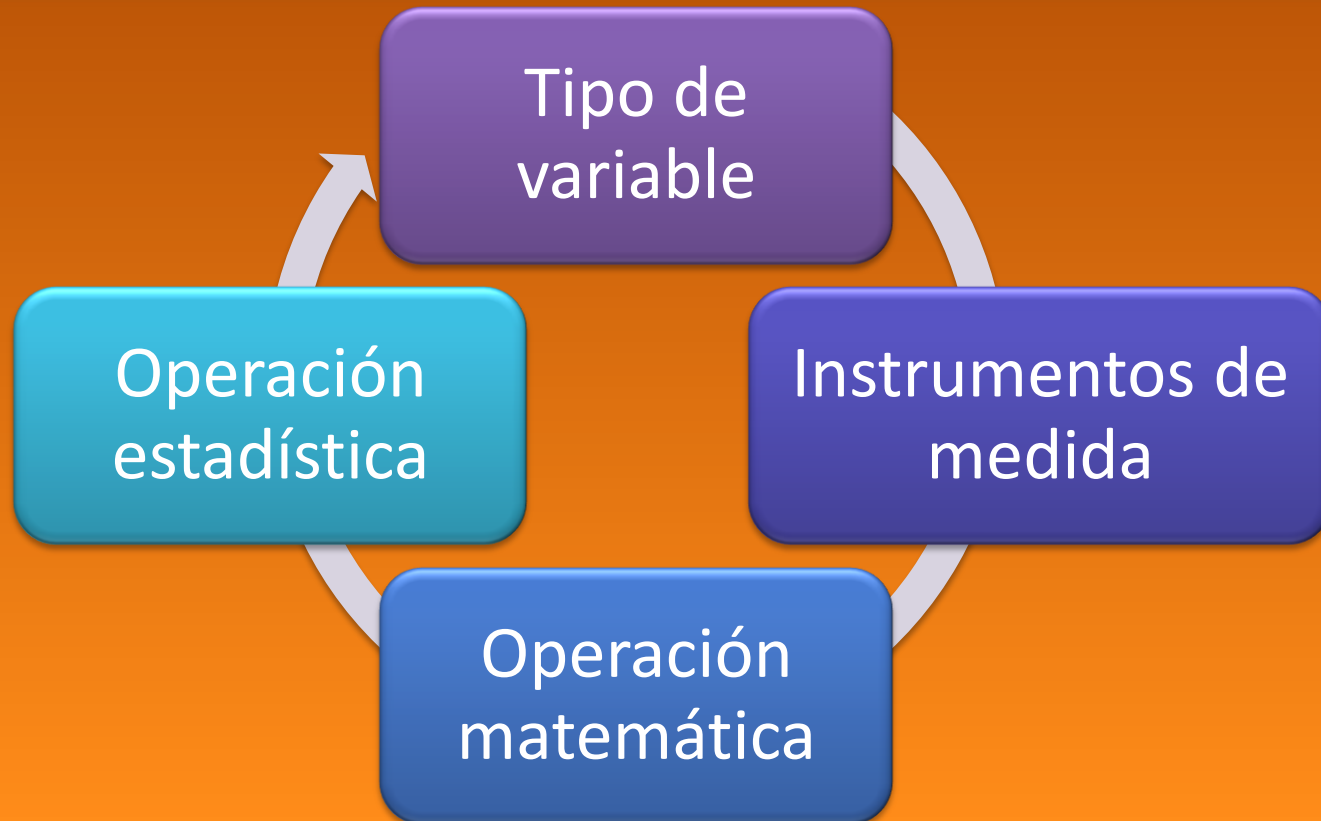 Tipo de
variable
Instrumentos de
medida
Operación
matemática
Operación
estadística